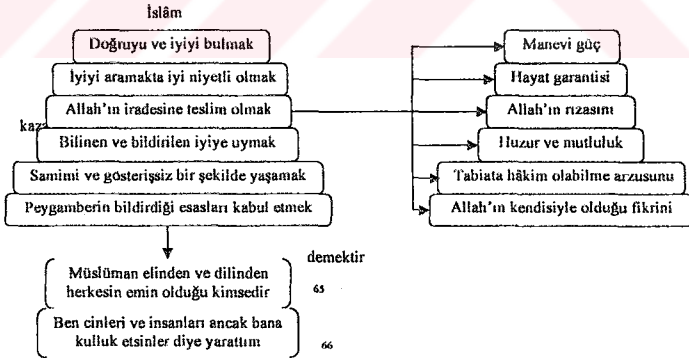 İslâm
Doğruyu ve iyiyi bulmak
İyiyi aramakta iyi niyetli olmak
Allah'ın iradesine teslim olmak
Bilinen ve bildirilen iyiye uymak
Samimi ve gösterişsiz bir şekilde yaşamak
Peygamberin bildirdiği esasları kabul etmek
Manevi güç
Hayat garantisi
Allah'ın rızasını
Huzur ve mutluluk
Tabiata hâkim olabilme arzusunu
Allah'ın kendisiyle olduğu fikrini
demektir
Müslüman elinden ve dilinden
herkesin emin olduğu kimsedir 65
Ben cinleri ve insanları ancak bana
kulluk etsinler diye yarattım 66